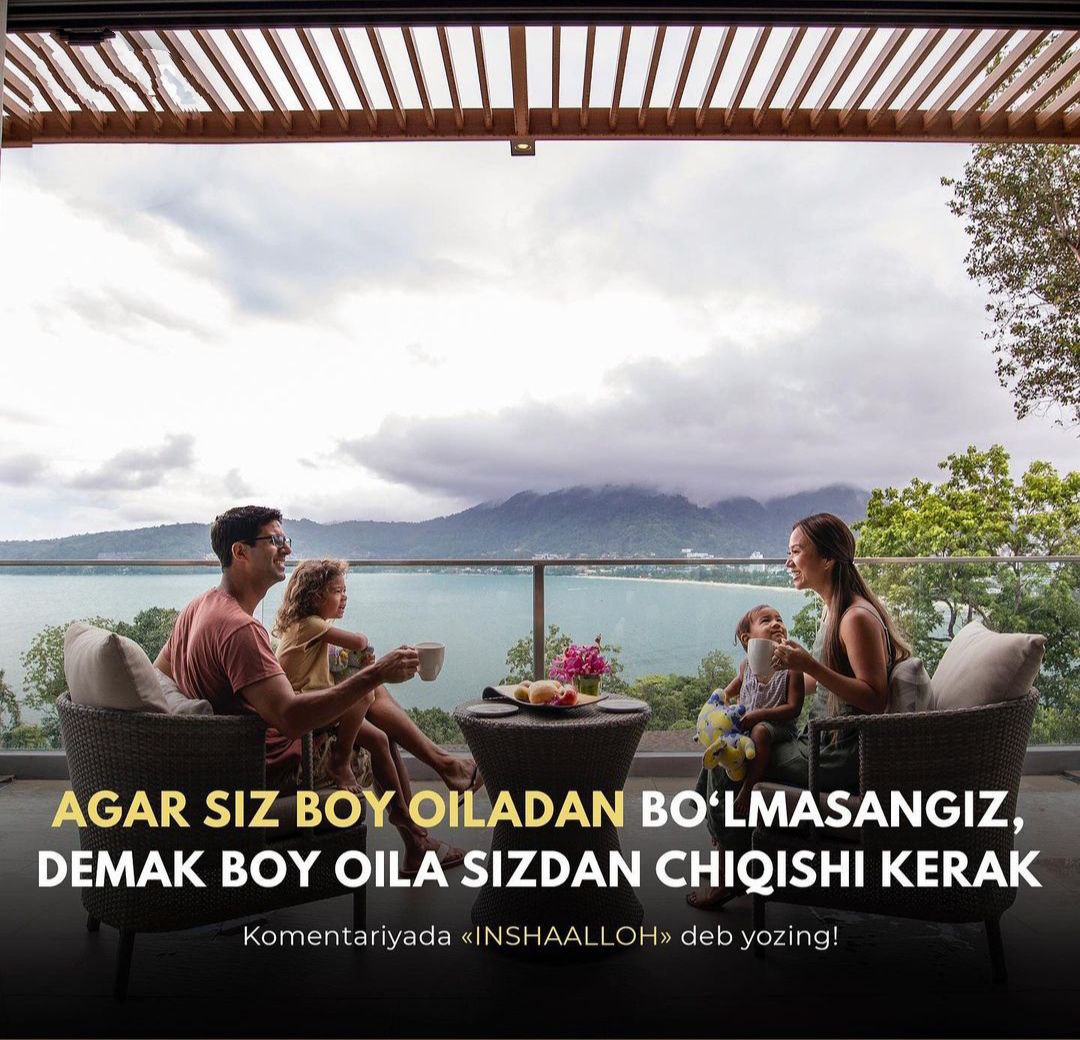 AGAR SIZ BOY OILADAN BO‘LMASANGIZ,
DEMAK BOY OILA SIZDAN CHIQISHI KERAK
Komentariyada «INSHAALLOH» deb yozing!